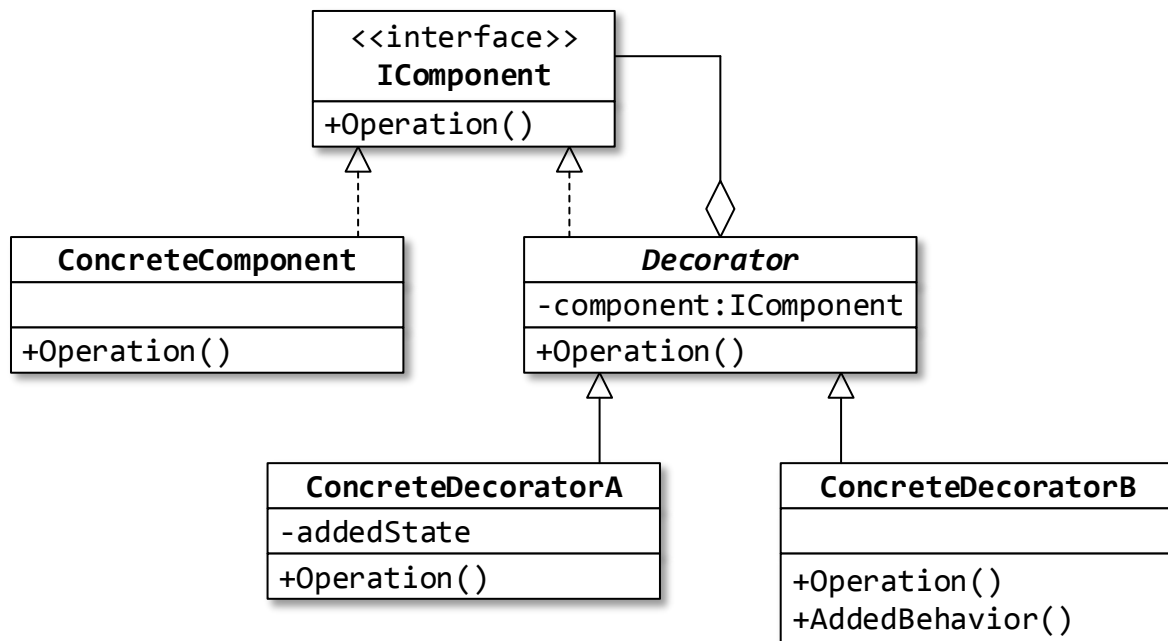 <<interface>>
IComponent
+Operation()
ConcreteComponent
+Operation()
Decorator
-component:IComponent
+Operation()
ConcreteDecoratorA
-addedState
+Operation()
ConcreteDecoratorB
+Operation()
+AddedBehavior()